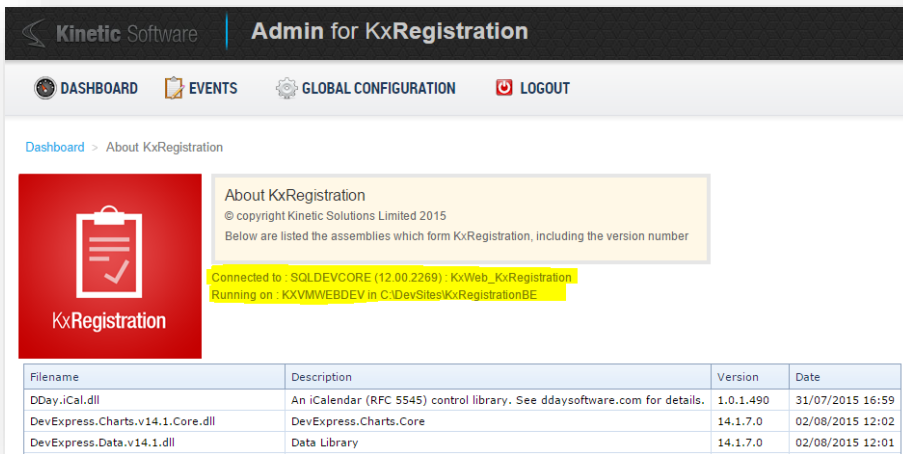 Kinetic Software
Admin for KxRegistration
DASHBOARD EVENTS GLOBAL CONFIGURATION LOGOUT
Dashboard > About KxRegistration
KxRegistration
About KxRegistration
© copyright Kinetic Solutions Limited 2015
Below are listed the assemblies which form KxRegistration, including the version number
Connected to : SQLDEVCORE (12.00.2269) : KxWeb_KxRegistration
Running on : KXVMWEBDEV in C:\DevSites\KxRegistrationBE
Filename Description Version Date
DDay.iCal.dll An iCalendar (RFC 5545) control library. See ddaysoftware.com for details. 1.0.1.490 31/07/2015 16:59
DevExpress.Charts.v14.1.Core.dll DevExpress.Charts.Core 14.1.7.0 02/08/2015 12:02
DevExpress.Data.v14.1.dll Data Library 14.1.7.0 02/08/2015 12:01